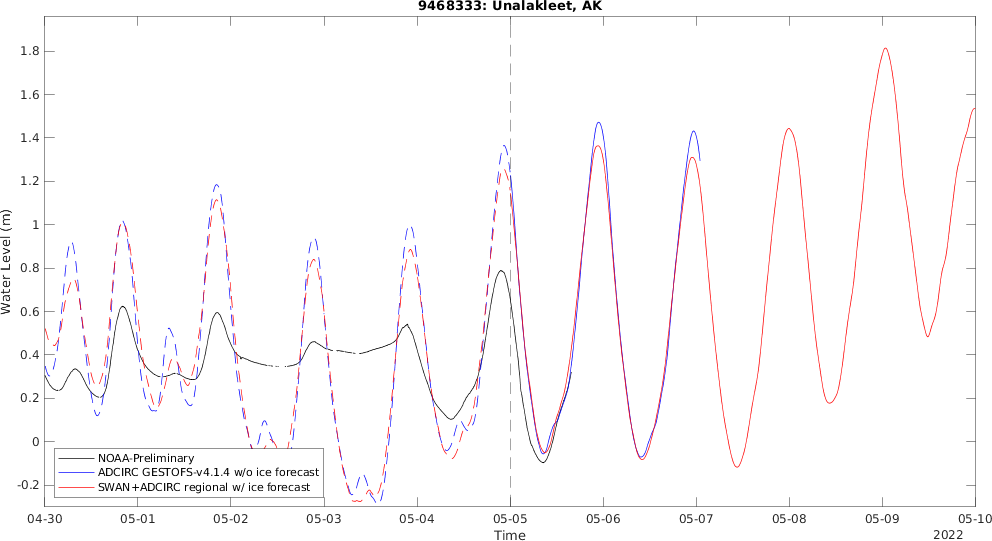 9468333: Unalakleet, AK
Water Level (m)
1.8
1.6
1.4
1.2
1
0.8
0.6
0.4
0.2
0
-0.2
NOAA-Preliminary
ADCIRC GESTOFS-v4.1.4 w/o ice forecast
SWAN+ADCIRC regional w/ ice forecast
04-30 05-01 05-02 05-03 05-04 05-05 05-06 05-07 05-08 05-09 05-10
Time
2022